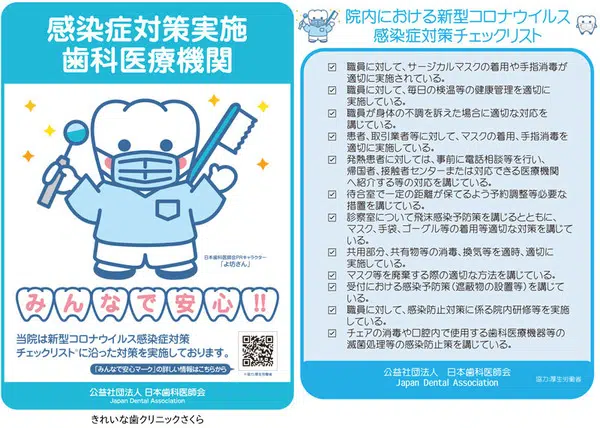 感染症対策実施
歯科医療機関
日本歯科医師会PRキャラクター
「よ坊さん」
みんなで安心!!
当院は新型コロナウイルス感染症対策
チェックリスト*に沿った対策を実施しております。
「みんなで安心マーク」の詳しい情報はこちらから
*協力:厚生労働省
公益社団法人 日本歯科医師会
Japan Dental Association
きれいな歯クリニックさくら
院内における新型コロナウイルス
感染症対策チェックリスト
職員に対して、サージカルマスクの着用や手指消毒が
適切に実施されている。
職員に対して、毎日の検温等の健康管理を適切に
実施している。
職員が身体の不調を訴えた場合に適切な対応を
講じている。
患者、取引業者等に対して、マスクの着用、手指消毒を
適切に実施している。
発熱患者に対しては、事前に電話相談等を行い、
帰国者、接触者センターまたは対応できる医療機関
へ紹介する等の対応を講じている。
待合室で一定の距離が保てるよう予約調整等必要な
措置を講じている。
診察室について飛沫感染予防策を講じるとともに、
マスク、手袋、ゴーグル等の着用等適切な対策を講じて
いる。
共用部分、共有物等の消毒、換気等を適時、適切に
実施している。
マスク等を廃棄する際の適切な方法を講じている。
受付における感染予防策(遮蔽物の設置等)を講じて
いる。
職員に対して、感染防止対策に係る院内研修等を実施
している。
チェアの消毒や口腔内で使用する歯科医療機器等の
滅菌処理等の感染防止策を講じている。
公益社団法人 日本歯科医師会
Japan Dental Association
協力:厚生労働省